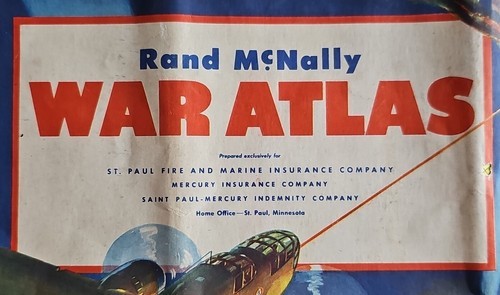 Rand McNally
WAR ATLAS
Prepared exclusively for
ST. PAUL FIRE AND MARINE INSURANCE COMPANY
MERCURY INSURANCE COMPANY
SAINT PAUL-MERCURY INDEMNITY COMPANY
Home Office—St. Paul, Minnesota